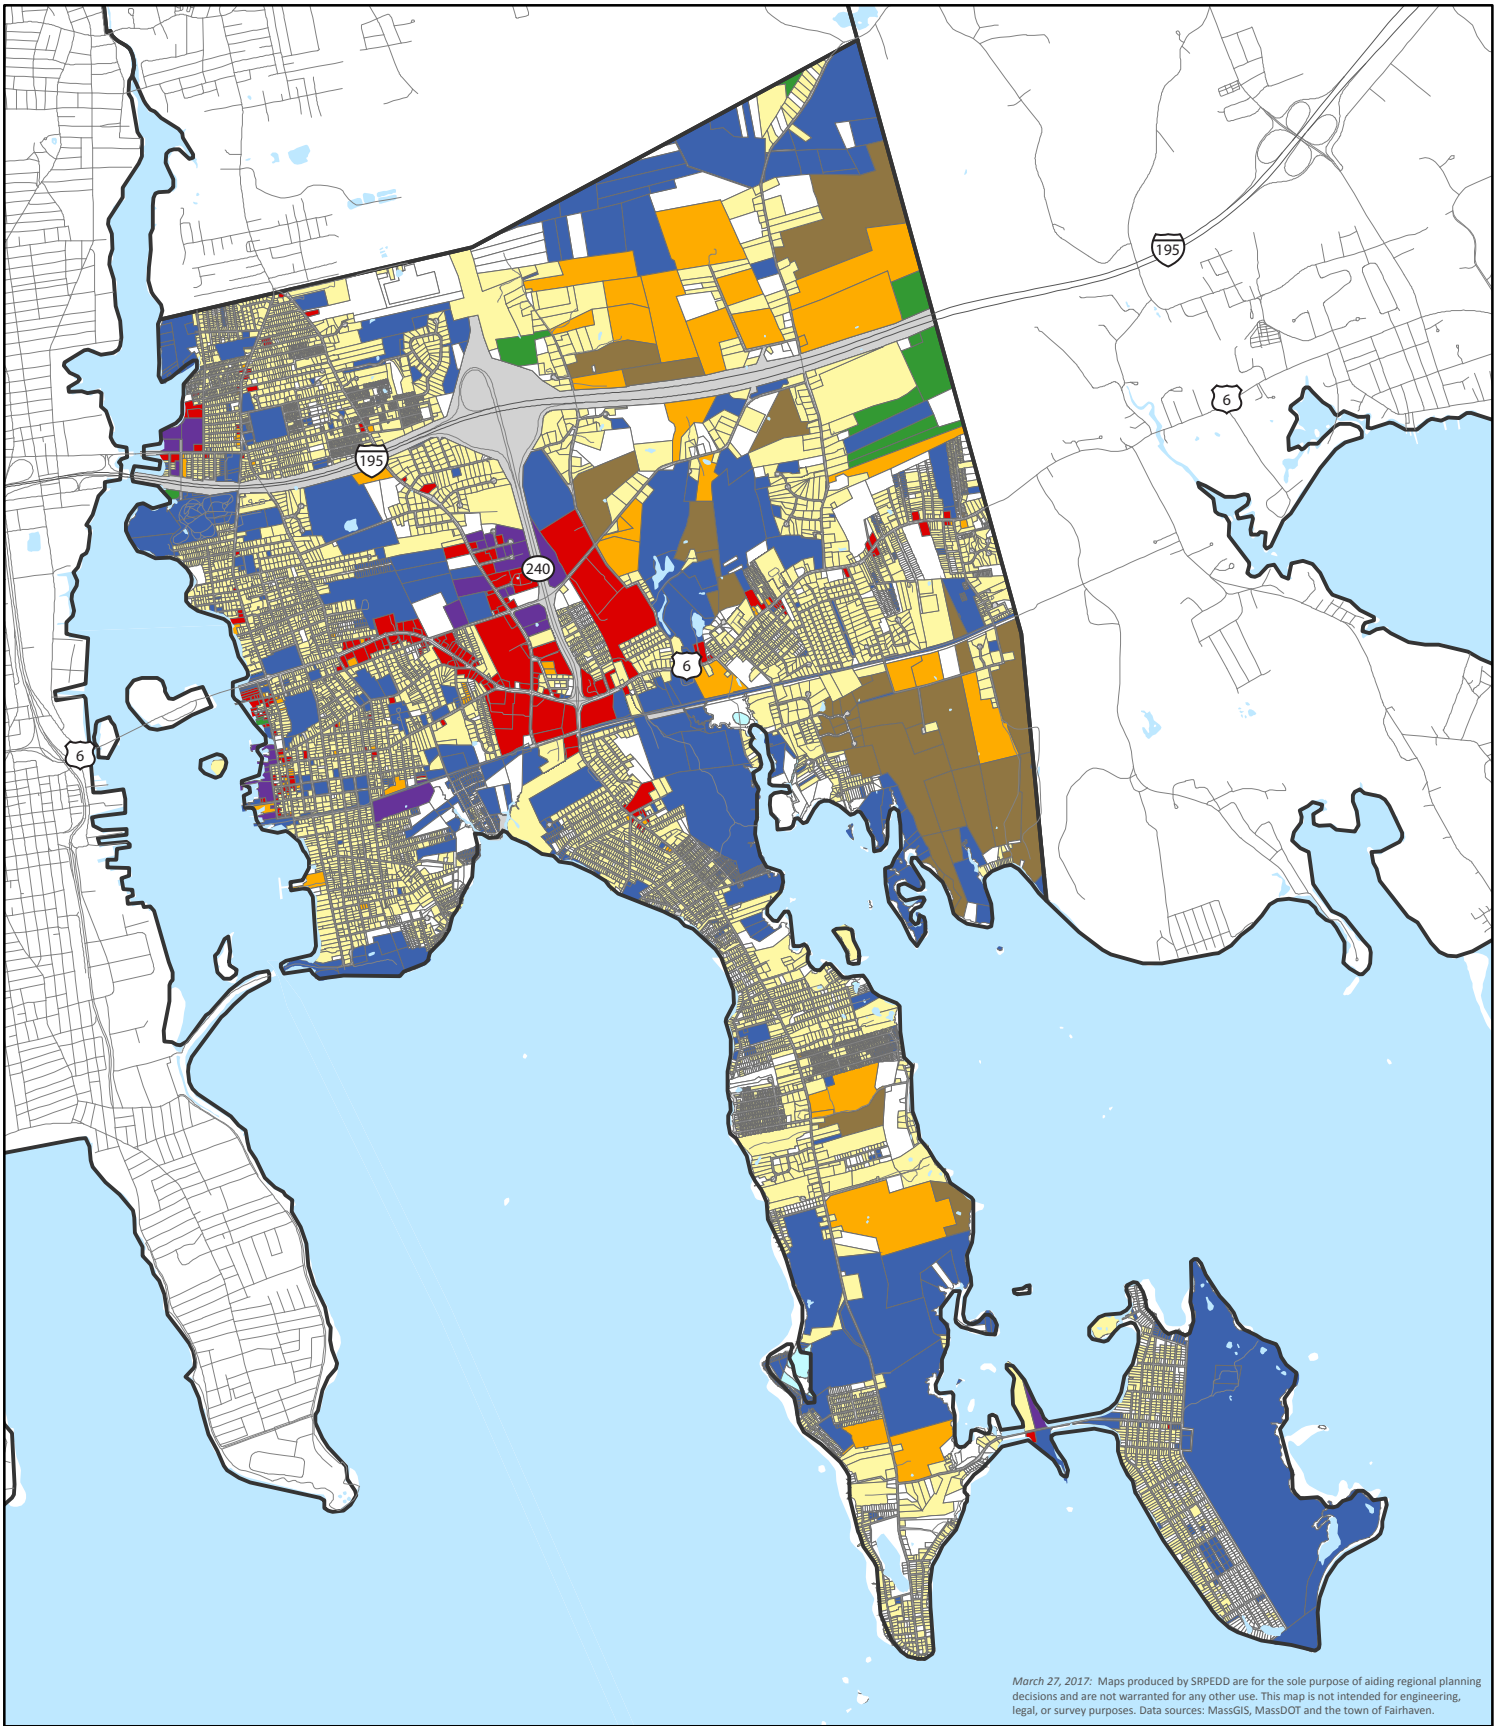 195
6
195
240
6
6
March 27, 2017: Maps produced by SRPEDD are for the sole purpose of aiding regional planning
decisions and are not warranted for any other use. This map is not intended for engineering,
legal, or survey purposes. Data sources: MassGIS, MassDOT and the town of Fairhaven.